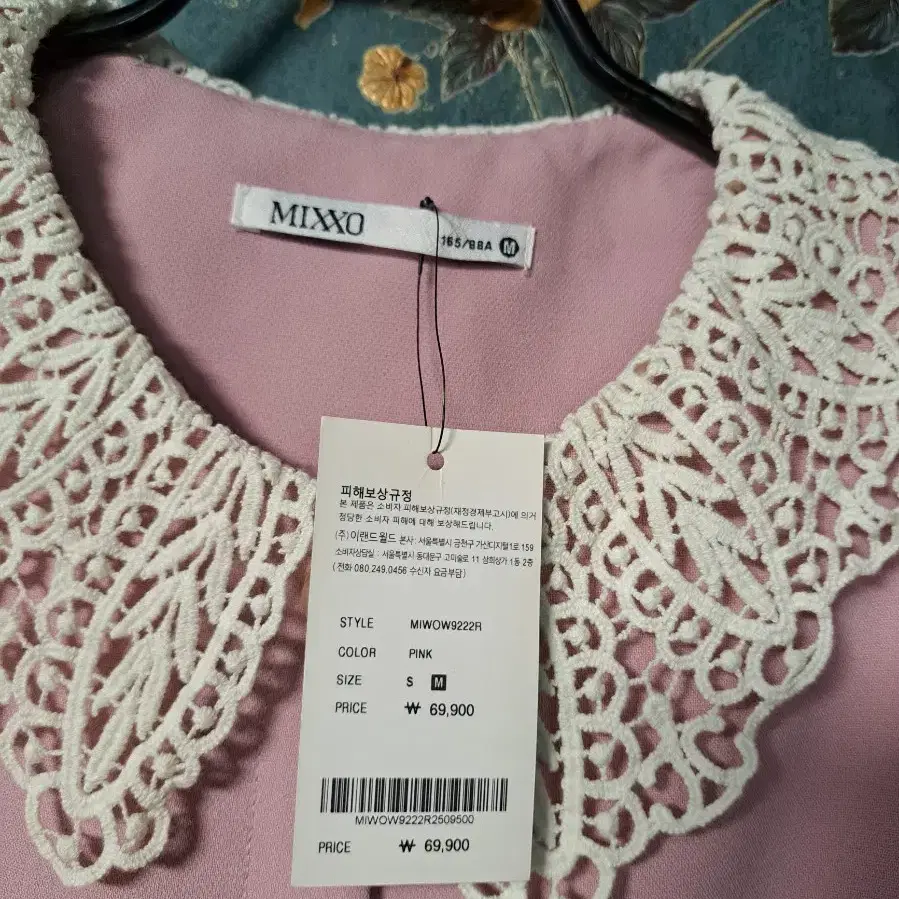 MIXXO
165/88A M
피해보상규정
본 제품은 소비자 피해보상규정(재정경제부고시)에 의거
정당한 소비자 피해에 대해 보상해드립니다.
(주)이랜드월드 본사: 서울특별시 금천구 가산디지털1로 159
소비자상담실 : 서울특별시 동대문구 고미술로 11 삼희상가 1동 2층
( 전화 080.249.0456 수신자 요금부담 )
STYLE MIWOW9222R
COLOR PINK
SIZE S M
PRICE ₩ 69,900
MIWOW9222R2509500
PRICE ₩ 69,900